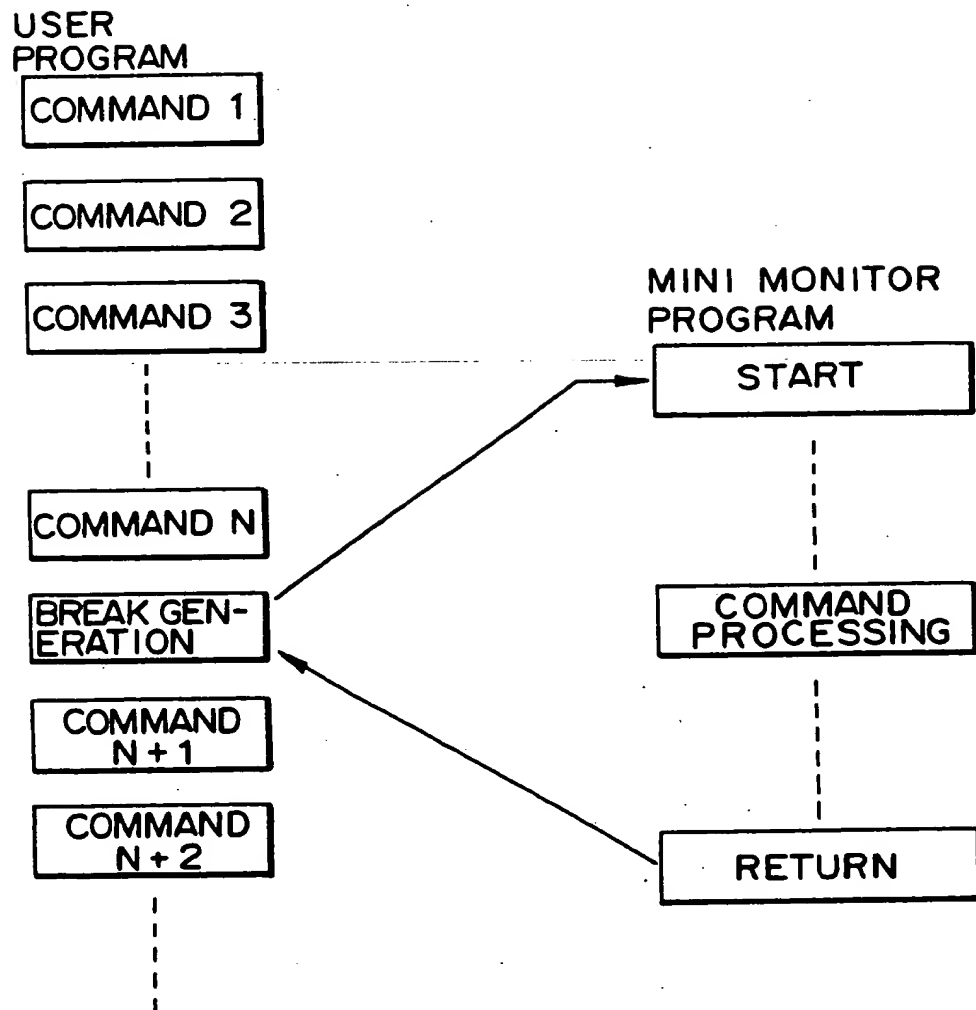 USER
PROGRAM
COMMAND 1
COMMAND 2
COMMAND 3
COMMAND N
BREAK GEN-
ERATION
COMMAND
N+1
COMMAND
N+2
MINI MONITOR
PROGRAM
START
COMMAND
PROCESSING
RETURN